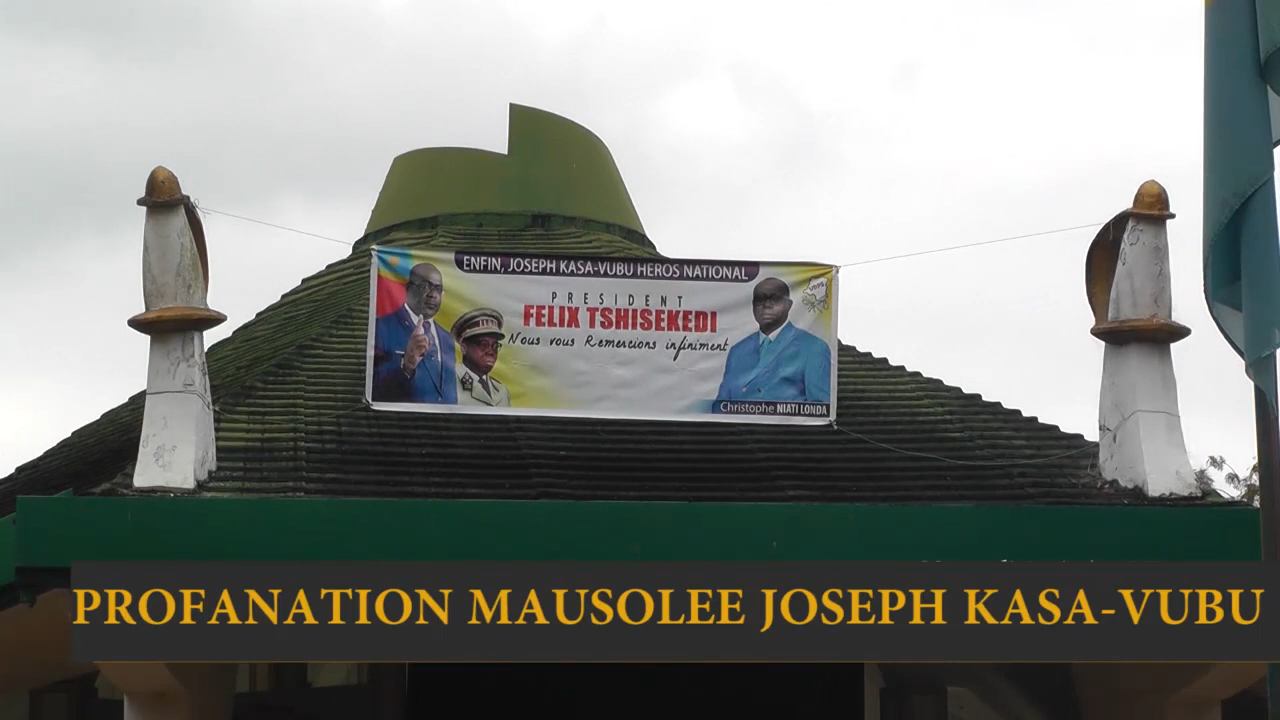 ENFIN, JOSEPH KASA-VUBU HEROS NATIONAL
PRESIDENT
FELIX TSHISEKEDI
Nous vous Remercions infiniment
Christophe NIATI LONDA
PROFANATION MAUSOLEE JOSEPH KASA-VUBU